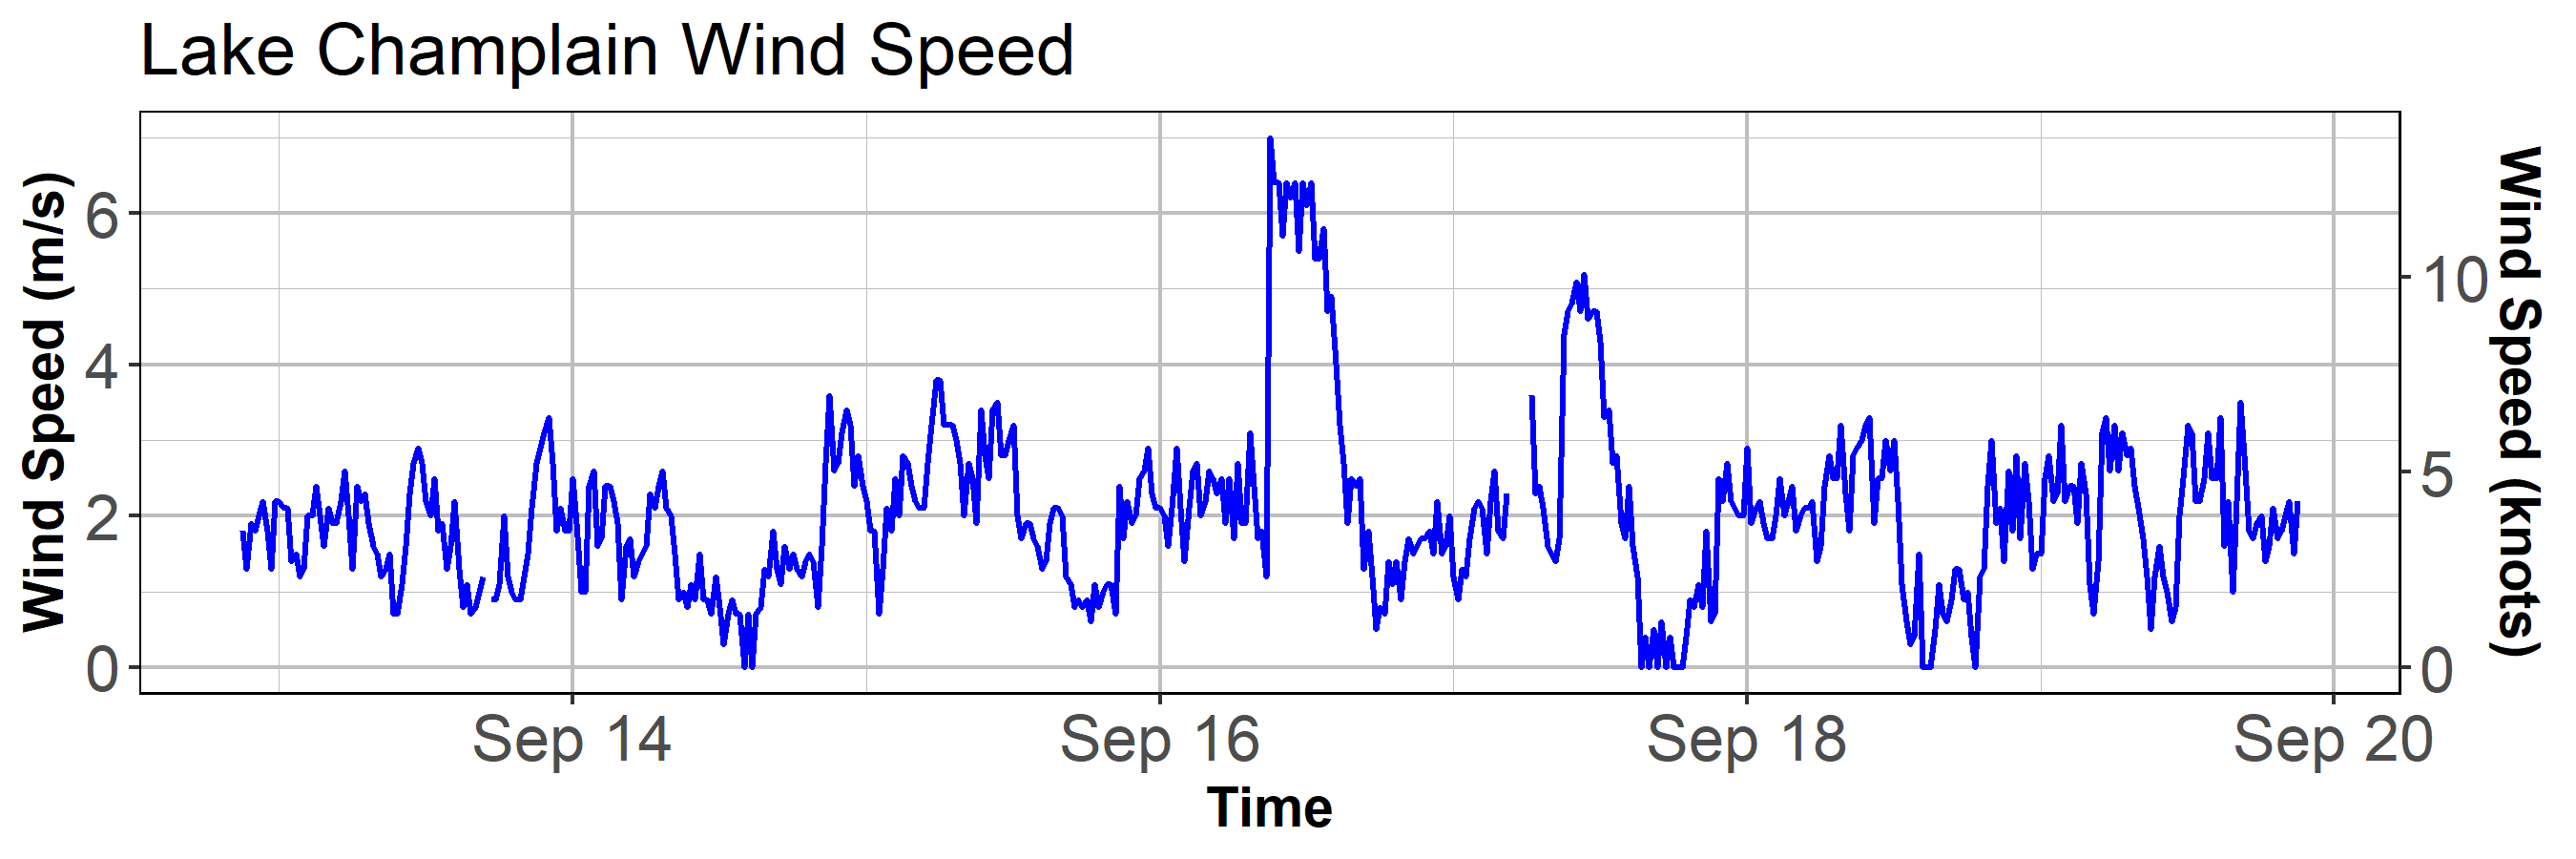 Lake Champlain Wind Speed
Wind Speed (m/s)
6
4
2
0
Wind Speed (knots)
10
5
0
Sep 14
Sep 16
Sep 18
Sep 20
Time